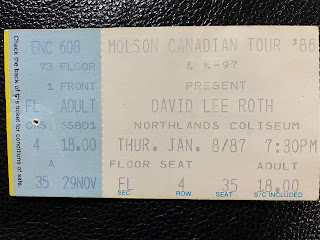 Check the back of this ticket for conditions of sale.
ENC 608
73 FLOOR
1 FRONT
FL ADULT
4 18.00
A
35 29NOV
MOLSON CANADIAN TOUR '86
& K-97
PRESENT
DAVID LEE ROTH
NORTHLANDS COLISEUM
THUR. JAN. 8/87 7:30PM
FLOOR SEAT ADULT
FL 4 35 18.00
SEC ROW SEAT S/C INCLUDED